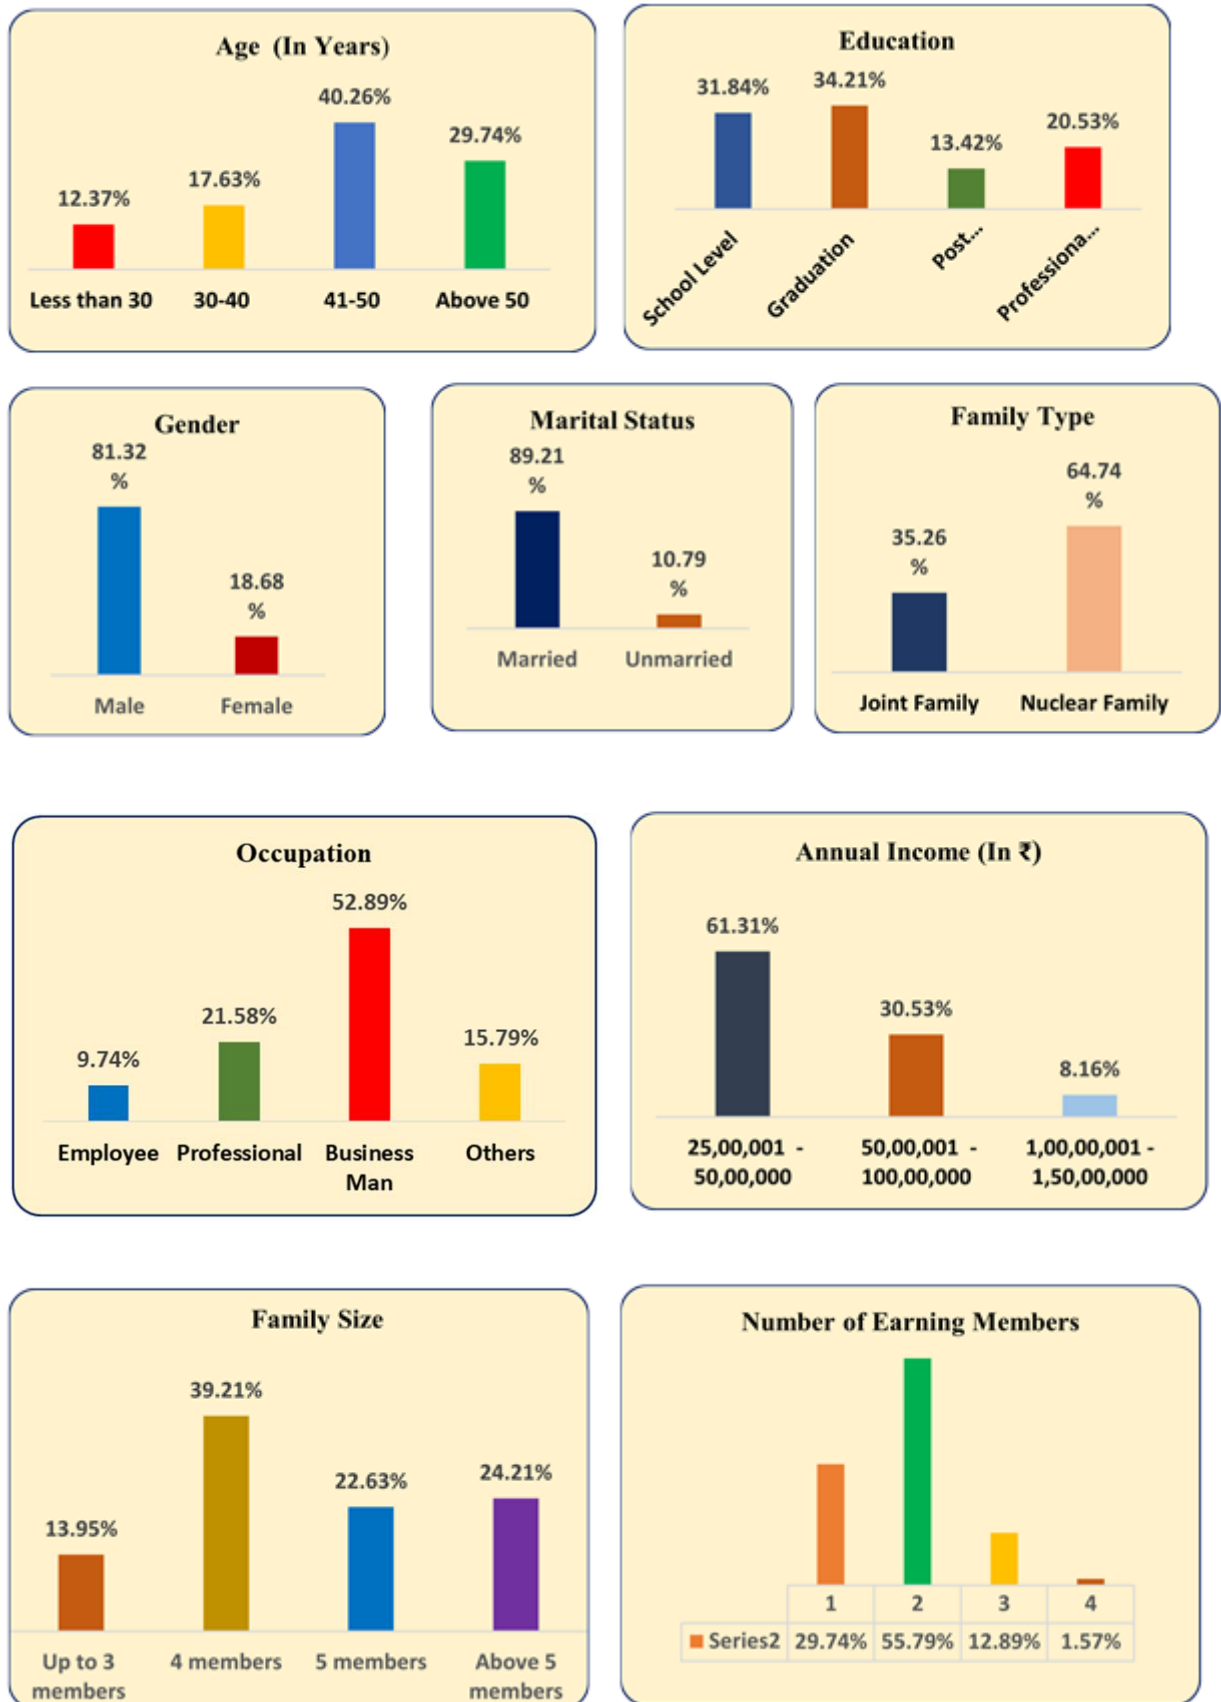 Age (In Years)
40.26%
29.74%
17.63%
12.37%
Less than 30 30-40 41-50 Above 50
Education
31.84% 34.21%
20.53%
13.42%
School Level Graduation Post... Professiona...
Gender
81.32
%
18.68
%
Male Female
Marital Status
89.21
%
10.79
%
Married Unmarried
Family Type
64.74
%
35.26
%
Joint Family Nuclear Family
Occupation
52.89%
21.58%
15.79%
9.74%
Employee Professional Business Others
Man
Annual Income (In ₹)
61.31%
30.53%
8.16%
25,00,001 - 50,00,001 - 1,00,00,001 -
50,00,000 100,00,000 1,50,00,000
Family Size
39.21%
24.21%
22.63%
13.95%
Up to 3 4 members 5 members Above 5
members members
Number of Earning Members
1 2 3 4
Series2 29.74% 55.79% 12.89% 1.57%